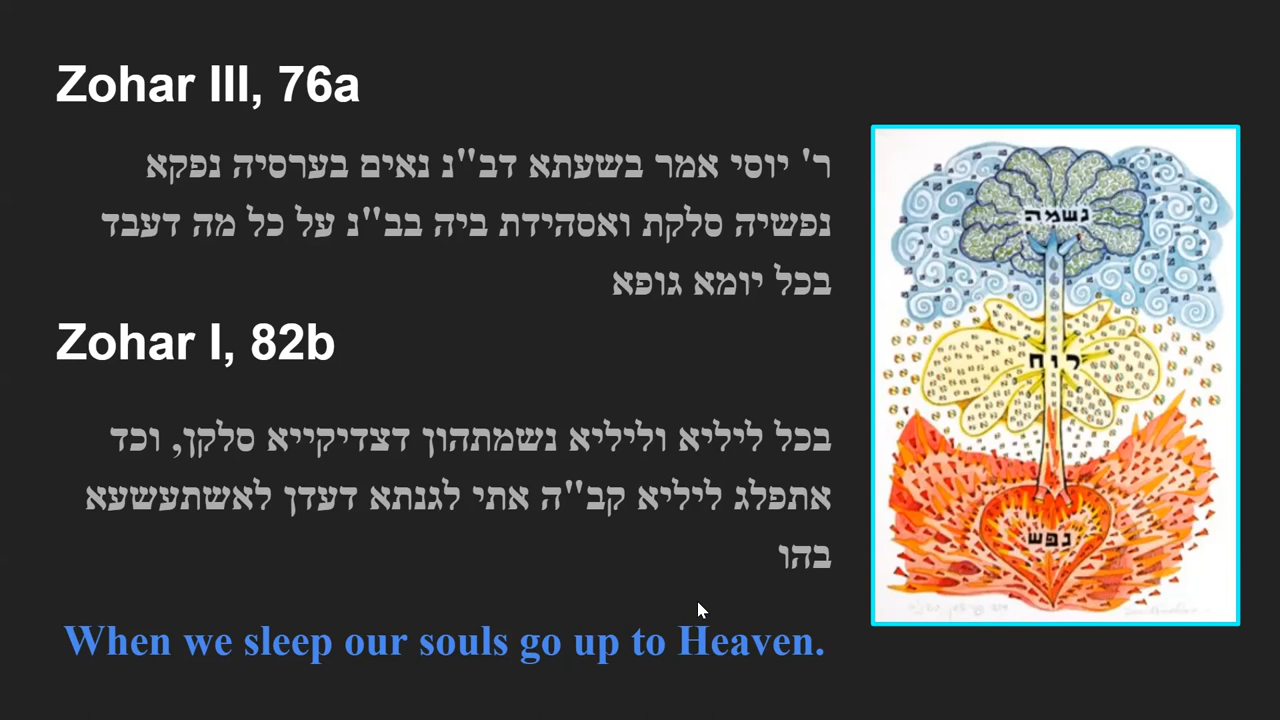 Zohar III, 76a
ר' יוסי אמר בשעתא דב"נ נאים בערסיה נפקא
נפשיה סלקת ואסהידת ביה בב"נ על כל מה דעבד
בכל יומא גופא
Zohar I, 82b
בכל ליליא וליליא נשמתהון דצדיקייא סלקן, וכד
אתפלג ליליא קב"ה אתי לגנתא דעדן לאשתעשעא
בהו
When we sleep our souls go up to Heaven.
נשמה
רוח
נפש